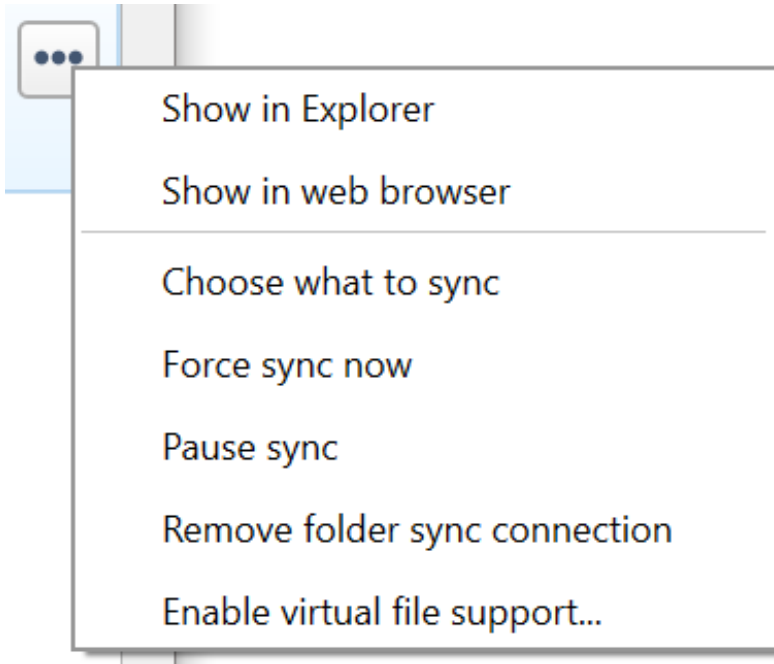 Show in Explorer
Show in web browser
Choose what to sync
Force sync now
Pause sync
Remove folder sync connection
Enable virtual file support...